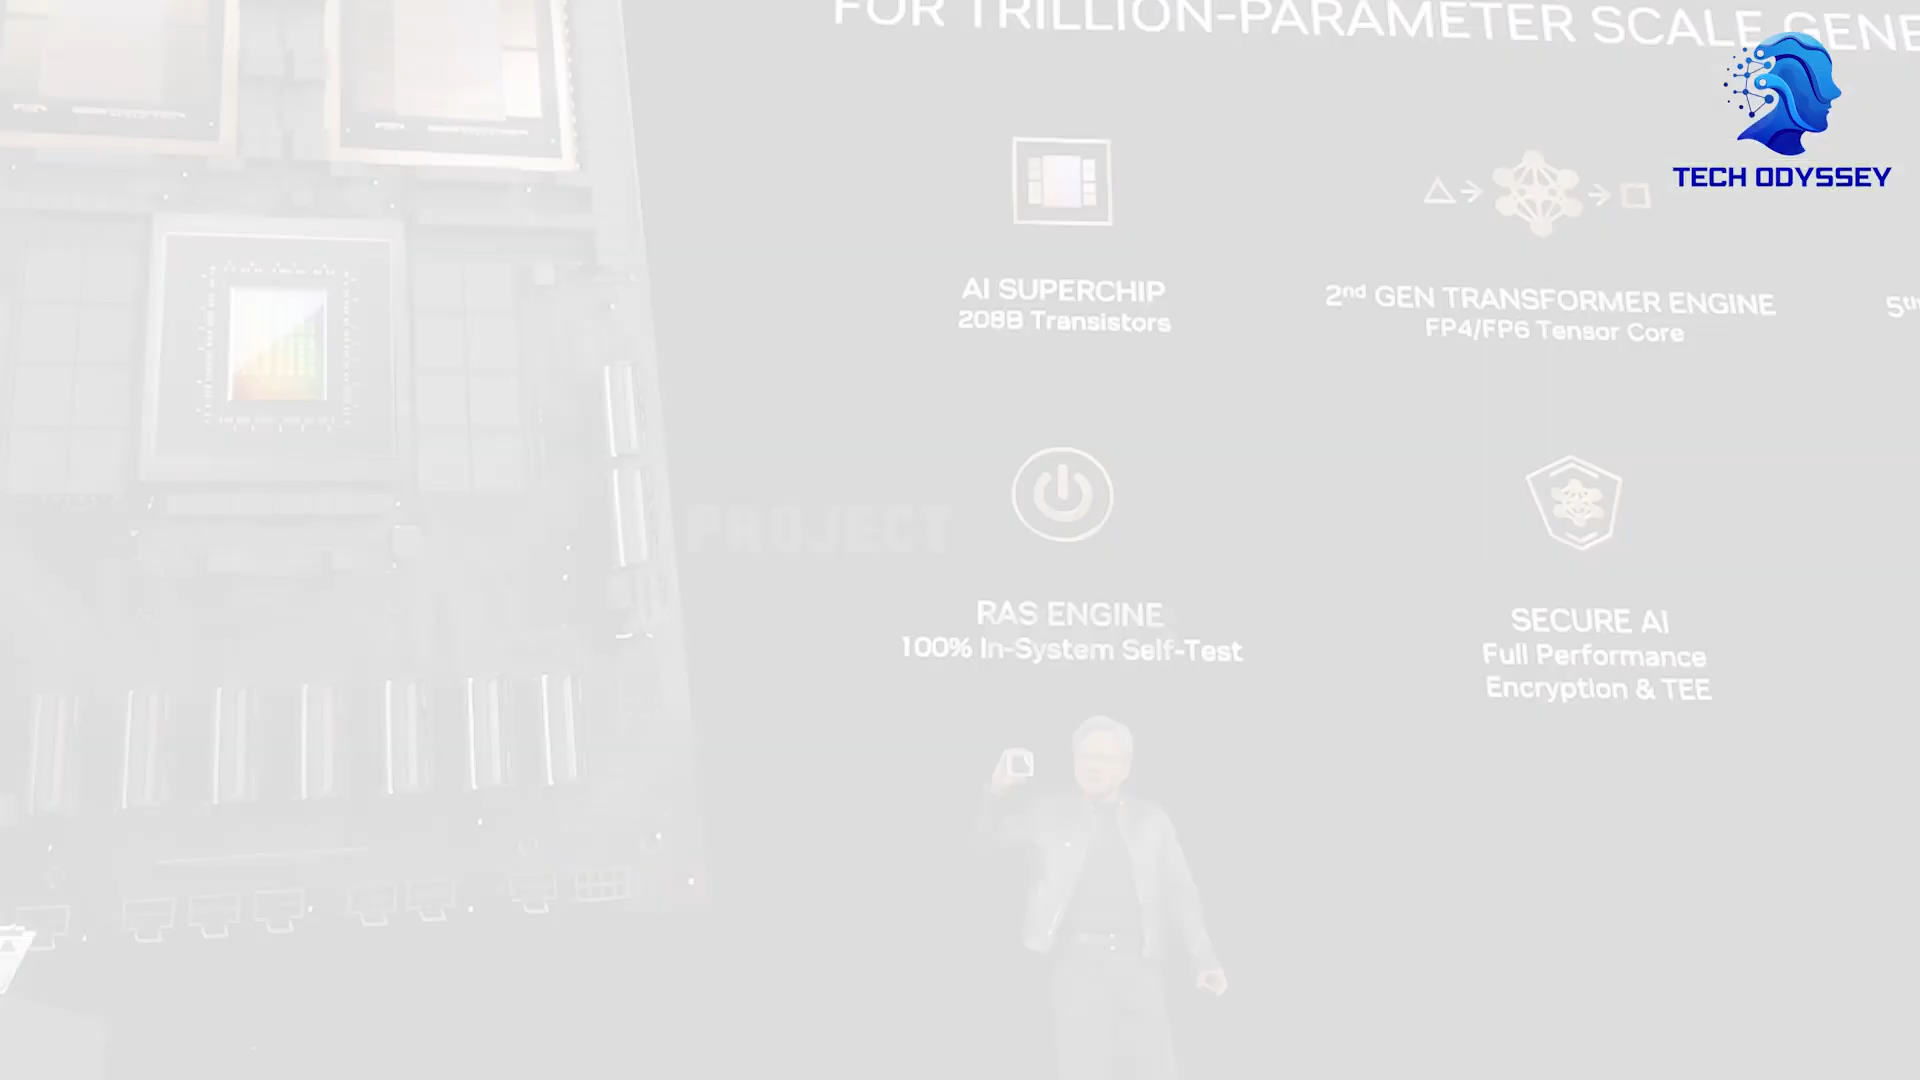 FOR TRILLION-PARAMETER SCALE GENE
TECH ODYSSEY
AI SUPERCHIP
208B Transistors
2nd GEN TRANSFORMER ENGINE
FP4/FP6 Tensor Core
5th
PROJECT
RAS ENGINE
100% In-System Self-Test
SECURE AI
Full Performance
Encryption & TEE